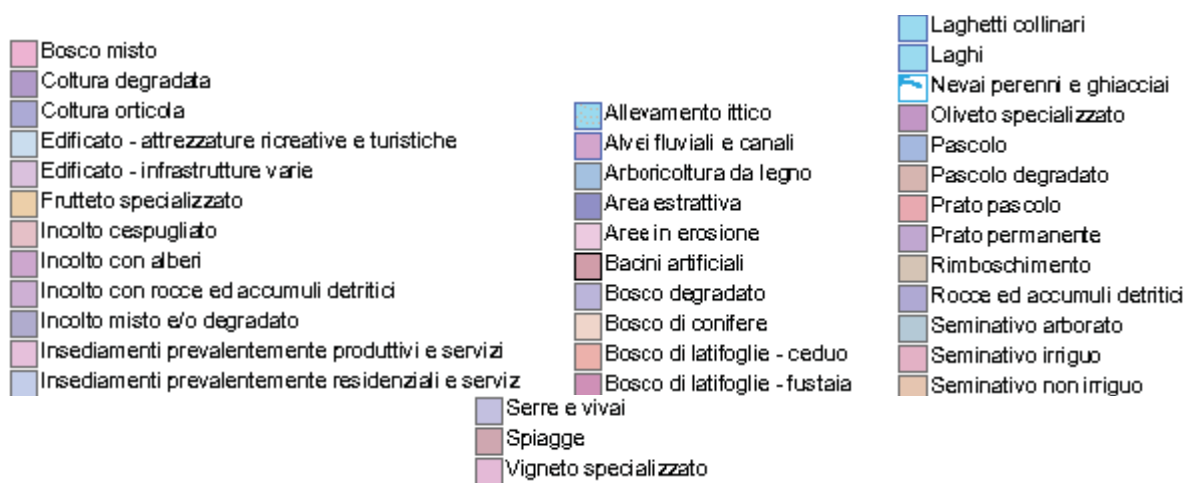 Bosco misto
Coltura degradata
Coltura orticola
Edificato - attrezzature ricreative e turistiche
Edificato - infrastrutture varie
Frutteto specializzato
Incolto cespugliato
Incolto con alberi
Incolto con rocce ed accumuli detritici
Incolto misto e/o degradato
Insediamenti prevalentemente produttivi e servizi
Insediamenti prevalentemente residenziali e serviz
Allevamento ittico
Alvei fluviali e canali
Arboricoltura da legno
Area estrattiva
Aree in erosione
Bacini artificiali
Bosco degradato
Bosco di conifere
Bosco di latifoglie - ceduo
Bosco di latifoglie - fustaia
Laghetti collinari
Laghi
Nevai perenni e ghiacciai
Oliveto specializzato
Pascolo
Pascolo degradato
Prato pascolo
Prato permanente
Rimboschimento
Rocce ed accumuli detritici
Seminativo arborato
Seminativo irriguo
Seminativo non irriguo
Serre e vivai
Spiagge
Vigneto specializzato